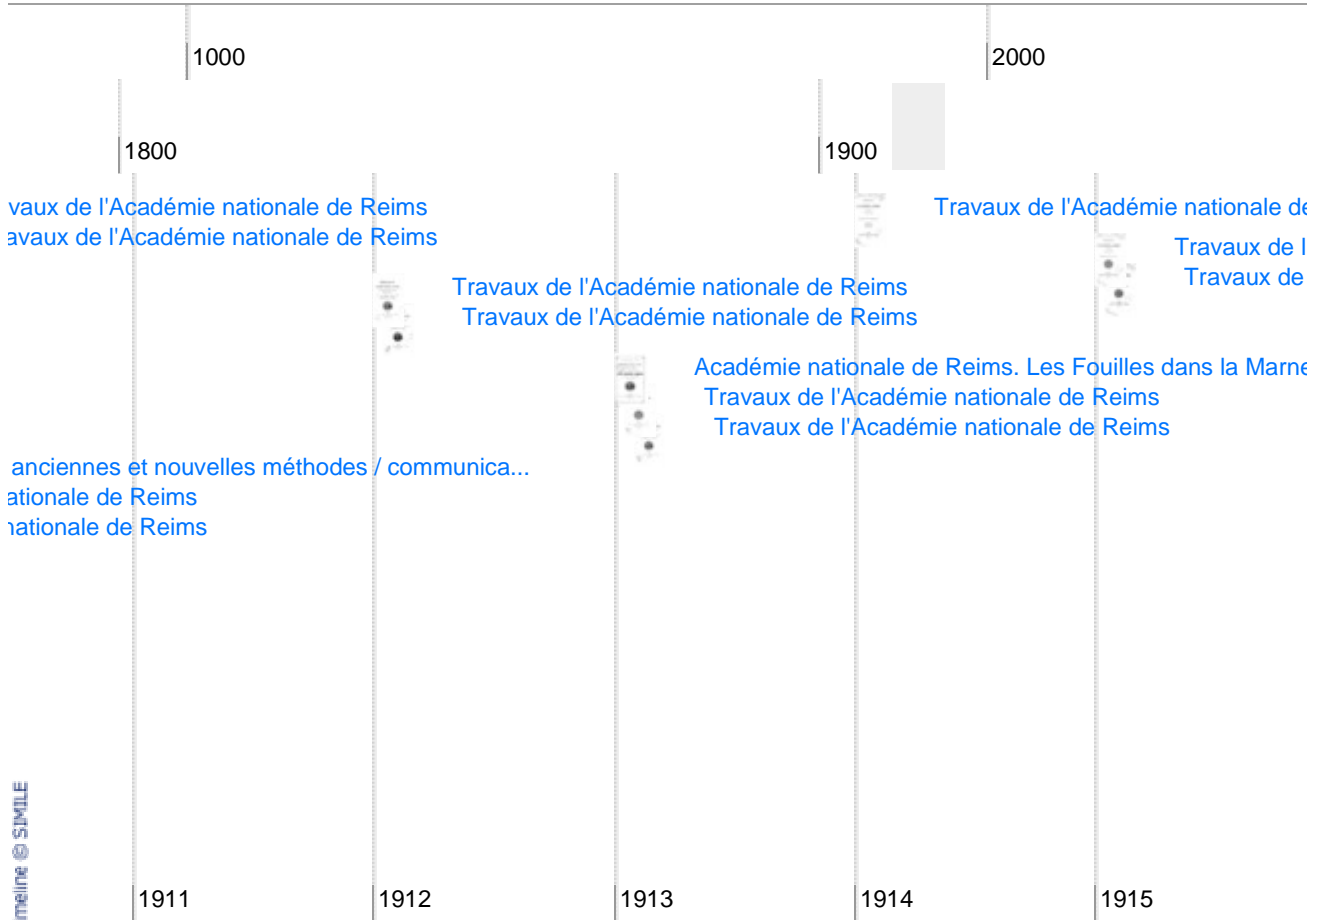 1000 2000
1800 1900
vaux de l'Académie nationale de Reims
Travaux de l'Académie nationale de
avaux de l'Académie nationale de Reims
Travaux de l
Travaux de
Travaux de l'Académie nationale de Reims
Travaux de l'Académie nationale de Reims
Académie nationale de Reims. Les Fouilles dans la Marne
Travaux de l'Académie nationale de Reims
Travaux de l'Académie nationale de Reims
anciennes et nouvelles méthodes / communica...
ationale de Reims
nationale de Reims
meline © SIMILE
1911 1912 1913 1914 1915